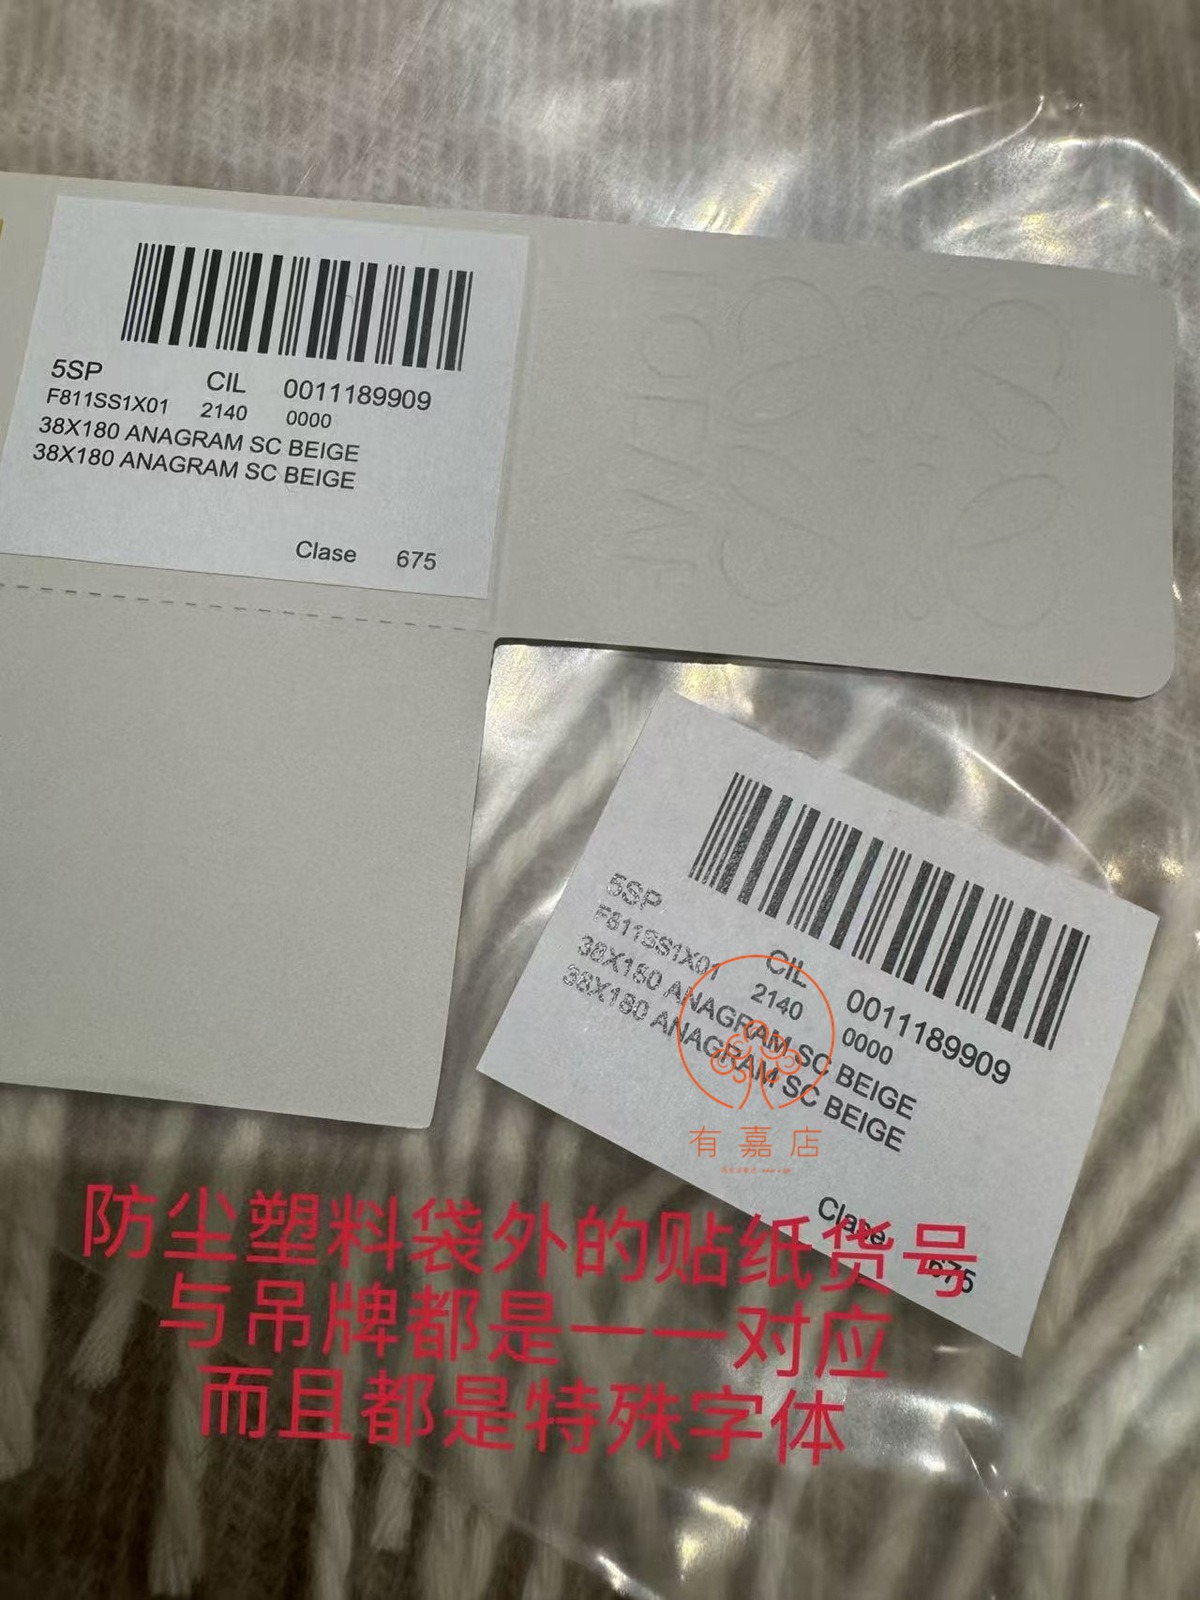 5SP CIL 0011189909
F811SS1X01 2140 0000
38X180 ANAGRAM SC BEIGE
38X180 ANAGRAM SC BEIGE
Clase 675
5SP CIL 0011189909
F811SS1X01 2140 0000
38X180 ANAGRAM SC BEIGE
38X180 ANAGRAM SC BEIGE
Clase 675
有嘉店
防尘塑料袋外的贴纸货号
与吊牌都是一一对应
而且都是特殊字体